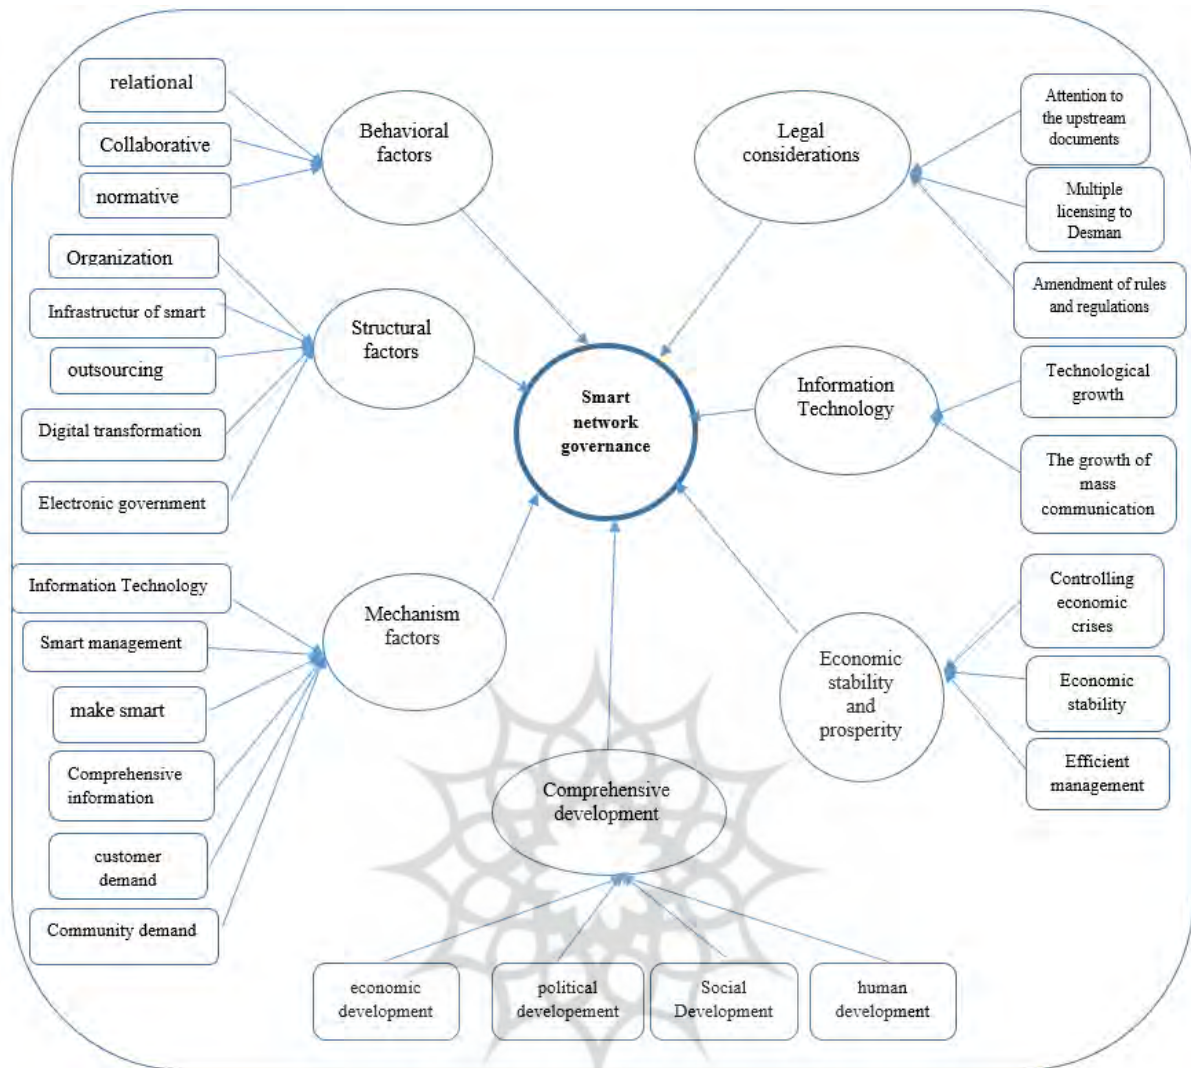 relational
Collaborative
normative
Behavioral
factors
Organization
Infrastructur of smart
outsourcing
Digital transformation
Electronic government
Structural
factors
Information Technology
Smart management
make smart
Comprehensive
information
customer
demand
Community demand
Mechanism
factors
Smart
network
governance
Legal
considerations
Attention to
the upstream
documents
Multiple
licensing to
Desman
Amendment of rules
and regulations
Information
Technology
Technological
growth
The growth of
mass
communication
Economic
stability
and
prosperity
Controlling
economic
crises
Economic
stability
Efficient
management
Comprehensive
development
economic
development
political
developement
Social
Development
human
development